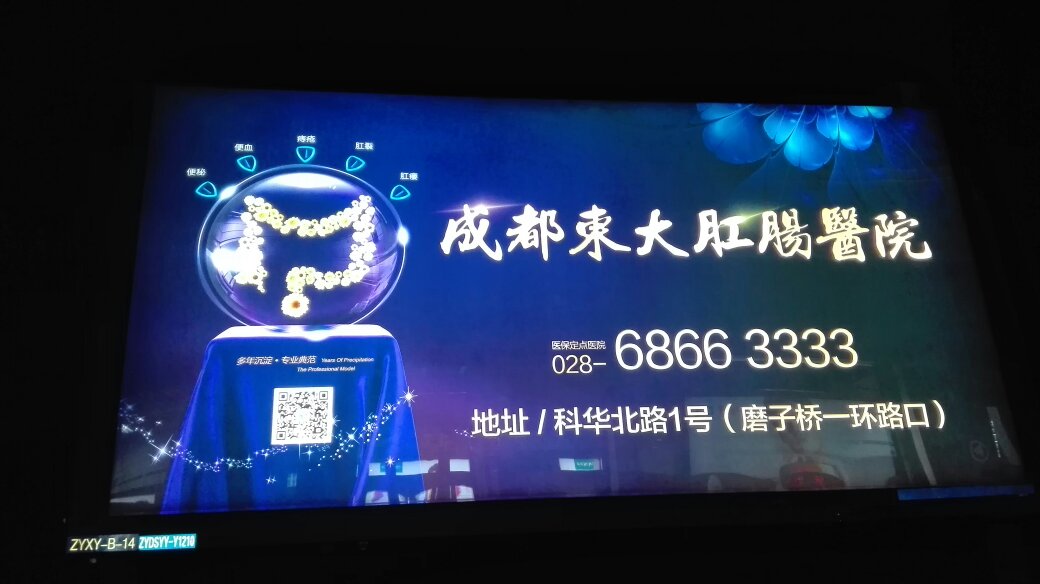 便秘
便血
痔疮
肛裂
肛瘘
成都東大肛腸醫院
医保定点医院
028-68663333
地址/科华北路1号(磨子桥一环路口)
多年沉淀·专业典范 Years Of Precipitation
The Professional Model
ZYXY-B-14 ZYDSYY-Y1210